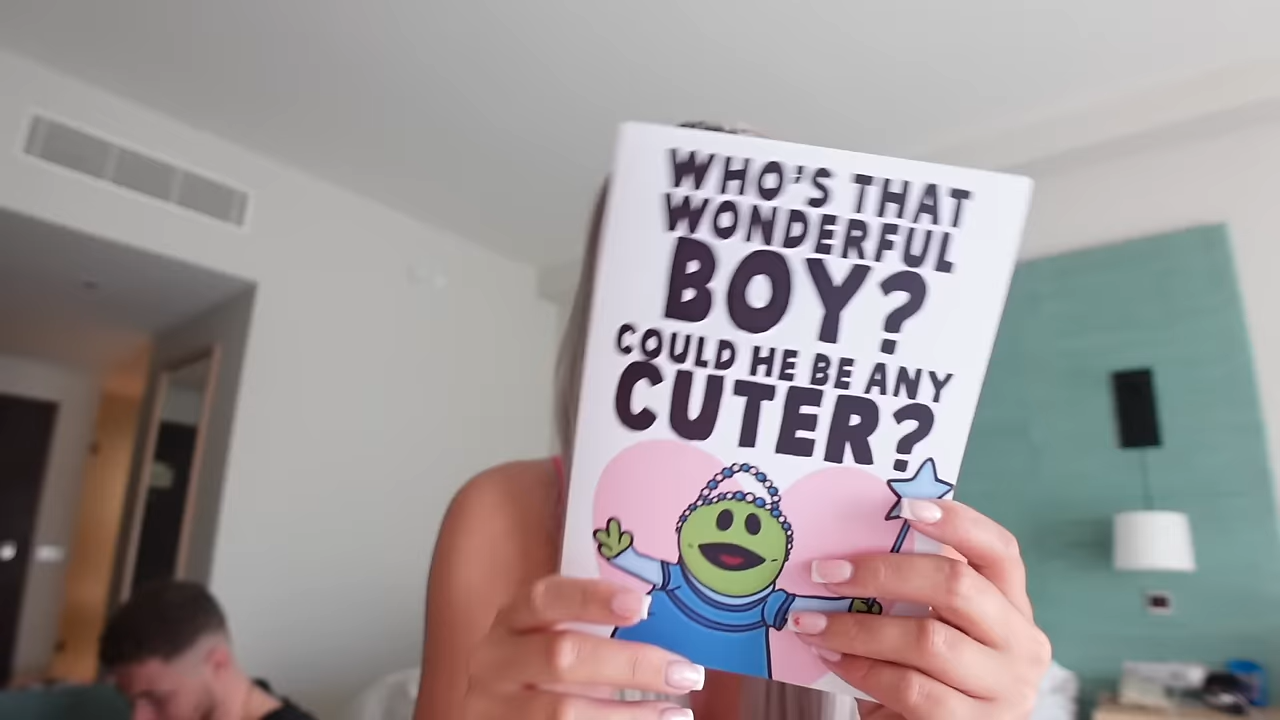 WHO'S THAT
WONDERFUL
BOY?
COULD HE BE ANY
CUTER?